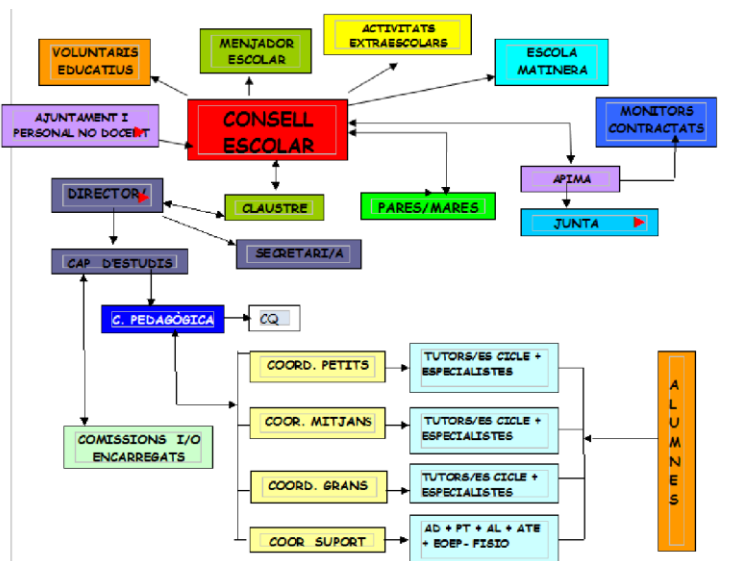 ACTIVITATS
EXTRAESCOLARS
VOLUNTARIS
EDUCATIUS
MENJADOR
ESCOLAR
ESCOLA
MATINERA
AJUNTAMENT I
PERSONAL NO DOCENT
CONSELL
ESCOLAR
MONITORS
CONTRACTATS
APIMA
DIRECTOR/
CLAUSTRE
PARES/MARES
JUNTA
SECRETARI/A
CAP D'ESTUDIS
C. PEDAGÒGICA
CQ
COORD. PETITS
TUTORS/ES CICLE +
ESPECIALISTES
COOR. MITJANS
TUTORS/ES CICLE +
ESPECIALISTES
COORD. GRANS
TUTORS/ES CICLE +
ESPECIALISTES
COOR SUPORT
AD + PT + AL + ATE
+ EOEP- FISIO
COMISSIONS I/O
ENCARREGATS
ALUMNES